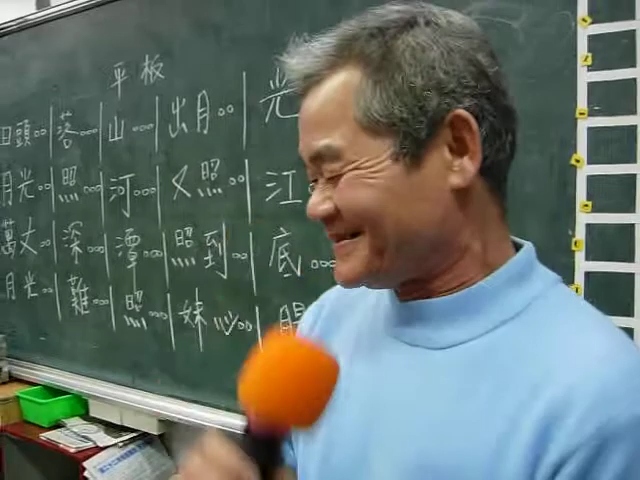 平板
日頭 落 山 出月 光
月光 照 河 又照 江
萬丈 深 潭 照到 底
月光 難 照 妹心 腸